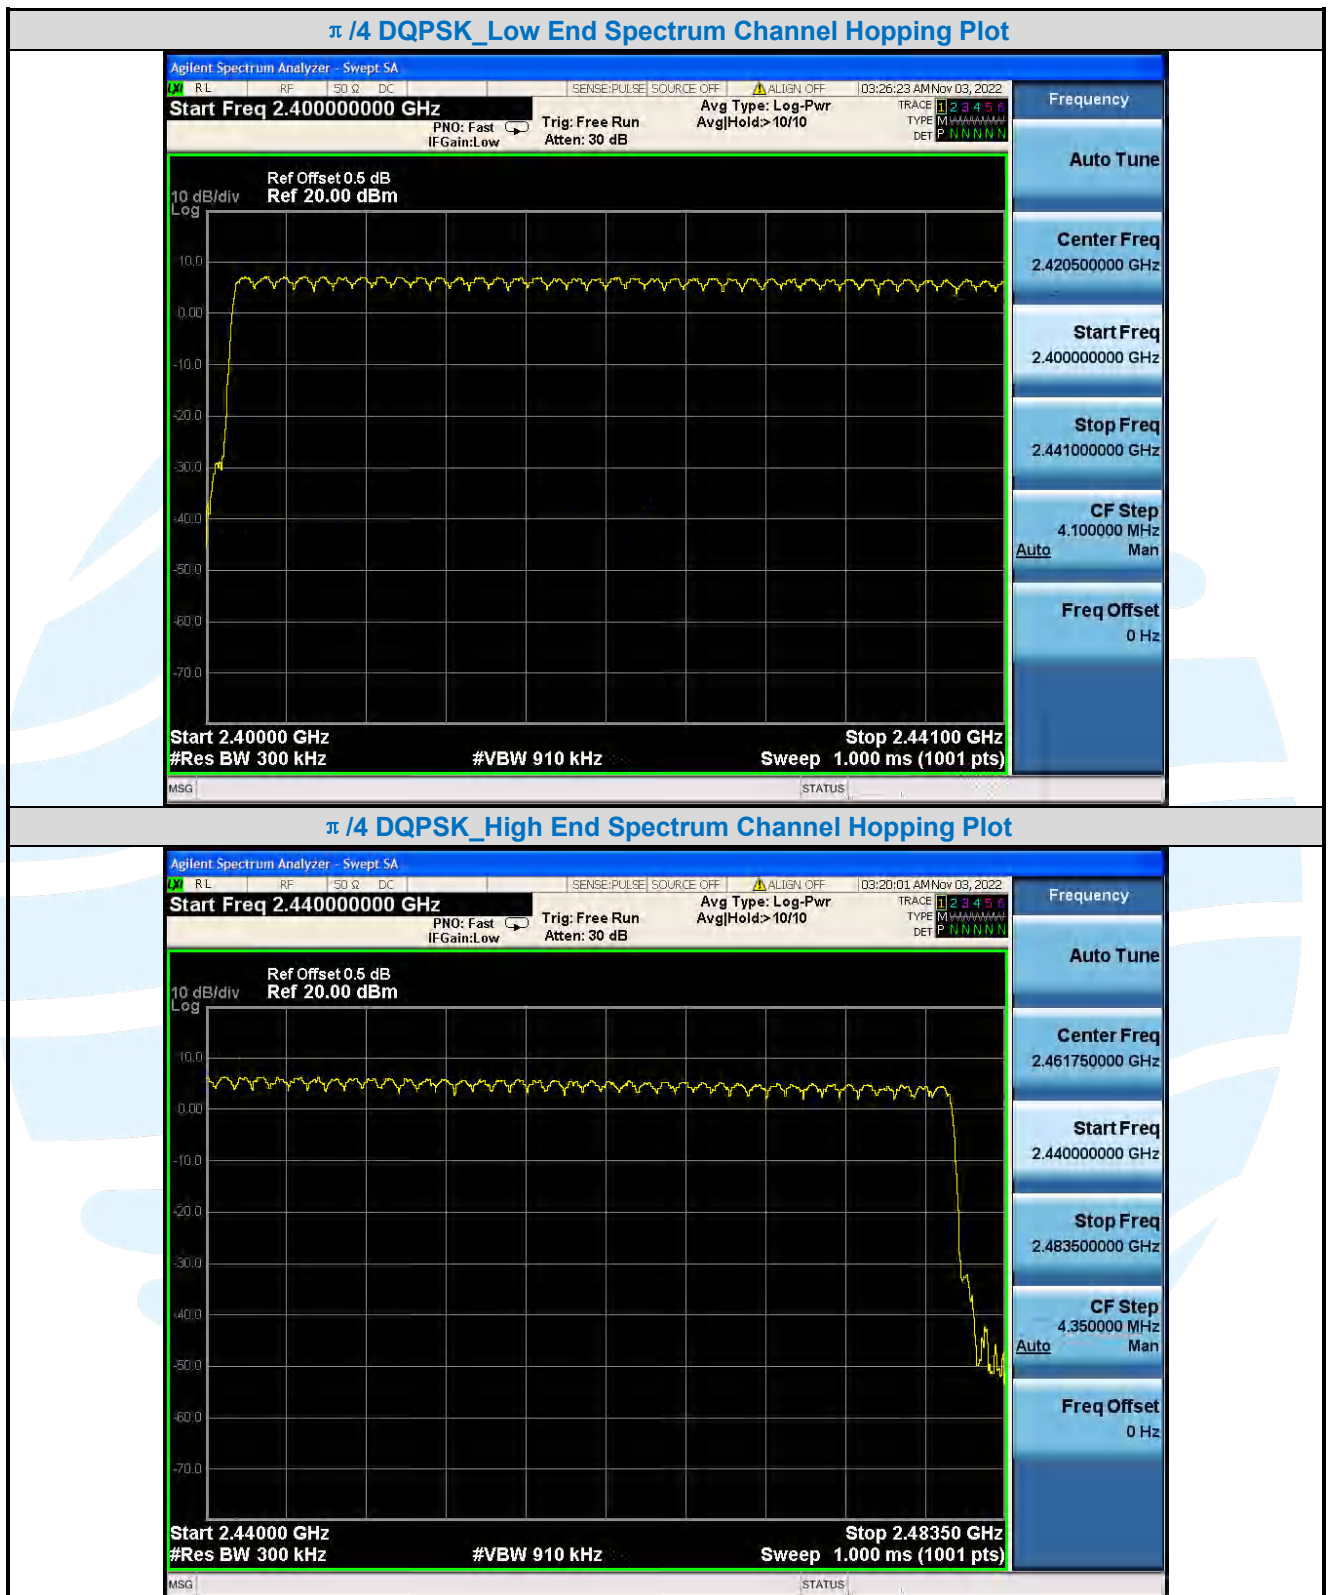 π /4 DQPSK_Low End Spectrum Channel Hopping Plot
Agilent Spectrum Analyzer - Swept SA
LXI RL RF 50 Ω DC SENSE:PULSE SOURCE OFF ALIGN OFF 03:26:23 AM Nov 03, 2022
Start Freq 2.400000000 GHz
PNO: Fast
IFGain:Low
Trig: Free Run
Atten: 30 dB
Avg Type: Log-Pwr
Avg|Hold:>10/10
TRACE 1 2 3 4 5 6
TYPE M WWWWW
DET P N N N N N
Frequency
Auto Tune
Center Freq
2.420500000 GHz
Start Freq
2.400000000 GHz
Stop Freq
2.441000000 GHz
CF Step
4.100000 MHz
Auto Man
Freq Offset
0 Hz
Ref Offset 0.5 dB
10 dB/div Ref 20.00 dBm
Log
10.0
0.00
-10.0
-20.0
-30.0
-40.0
-50.0
-60.0
-70.0
Start 2.40000 GHz Stop 2.44100 GHz
#Res BW 300 kHz #VBW 910 kHz Sweep 1.000 ms (1001 pts)
MSG STATUS
π /4 DQPSK_High End Spectrum Channel Hopping Plot
Agilent Spectrum Analyzer - Swept SA
LXI RL RF 50 Ω DC SENSE:PULSE SOURCE OFF ALIGN OFF 03:20:01 AM Nov 03, 2022
Start Freq 2.440000000 GHz
PNO: Fast
IFGain:Low
Trig: Free Run
Atten: 30 dB
Avg Type: Log-Pwr
Avg|Hold:>10/10
TRACE 1 2 3 4 5 6
TYPE M WWWWW
DET P N N N N N
Frequency
Auto Tune
Center Freq
2.461750000 GHz
Start Freq
2.440000000 GHz
Stop Freq
2.483500000 GHz
CF Step
4.350000 MHz
Auto Man
Freq Offset
0 Hz
Ref Offset 0.5 dB
10 dB/div Ref 20.00 dBm
Log
10.0
0.00
-10.0
-20.0
-30.0
-40.0
-50.0
-60.0
-70.0
Start 2.44000 GHz Stop 2.48350 GHz
#Res BW 300 kHz #VBW 910 kHz Sweep 1.000 ms (1001 pts)
MSG STATUS